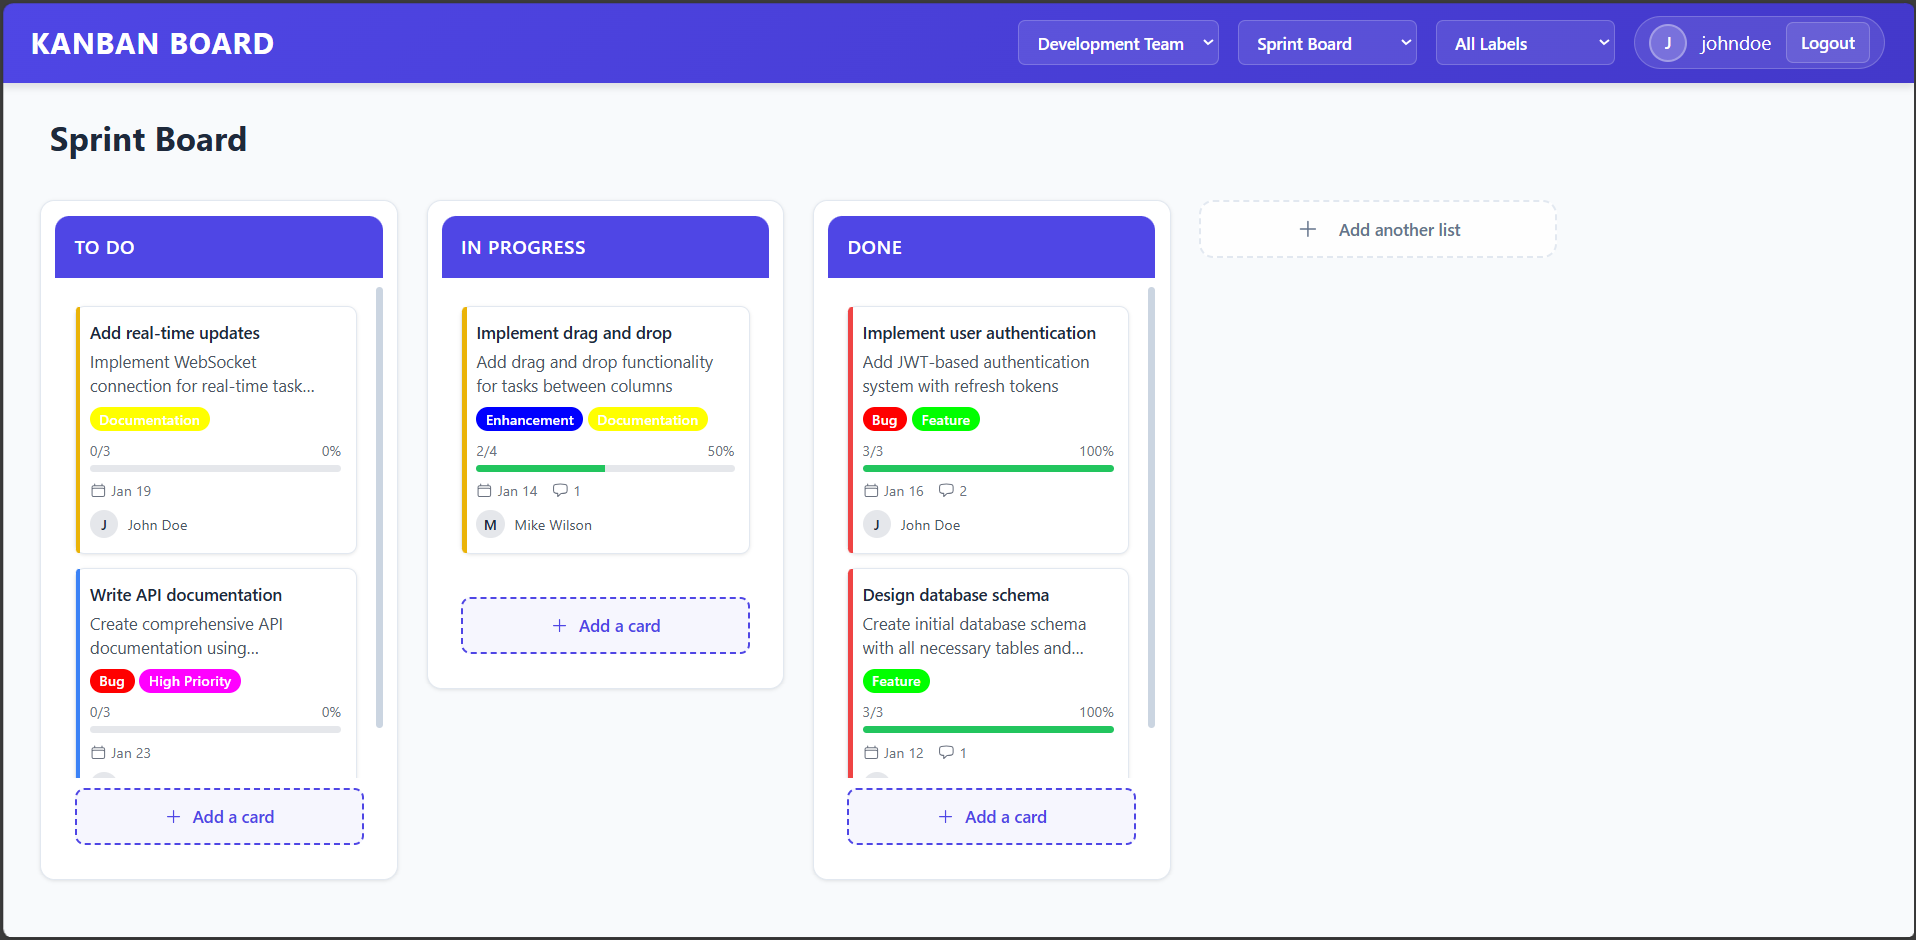 KANBAN BOARD
Development Team
Sprint Board
All Labels
J
johndoe
Logout
Sprint Board
TO DO
Add real-time updates
Implement WebSocket
connection for real-time task...
Documentation
0/3
0%
Jan 19
J
John Doe
Write API documentation
Create comprehensive API
documentation using...
Bug
High Priority
0/3
0%
Jan 23
+ Add a card
IN PROGRESS
Implement drag and drop
Add drag and drop functionality
for tasks between columns
Enhancement
Documentation
2/4
50%
Jan 14
1
M
Mike Wilson
+ Add a card
DONE
Implement user authentication
Add JWT-based authentication
system with refresh tokens
Bug
Feature
3/3
100%
Jan 16
2
J
John Doe
Design database schema
Create initial database schema
with all necessary tables and...
Feature
3/3
100%
Jan 12
1
+ Add a card
+ Add another list